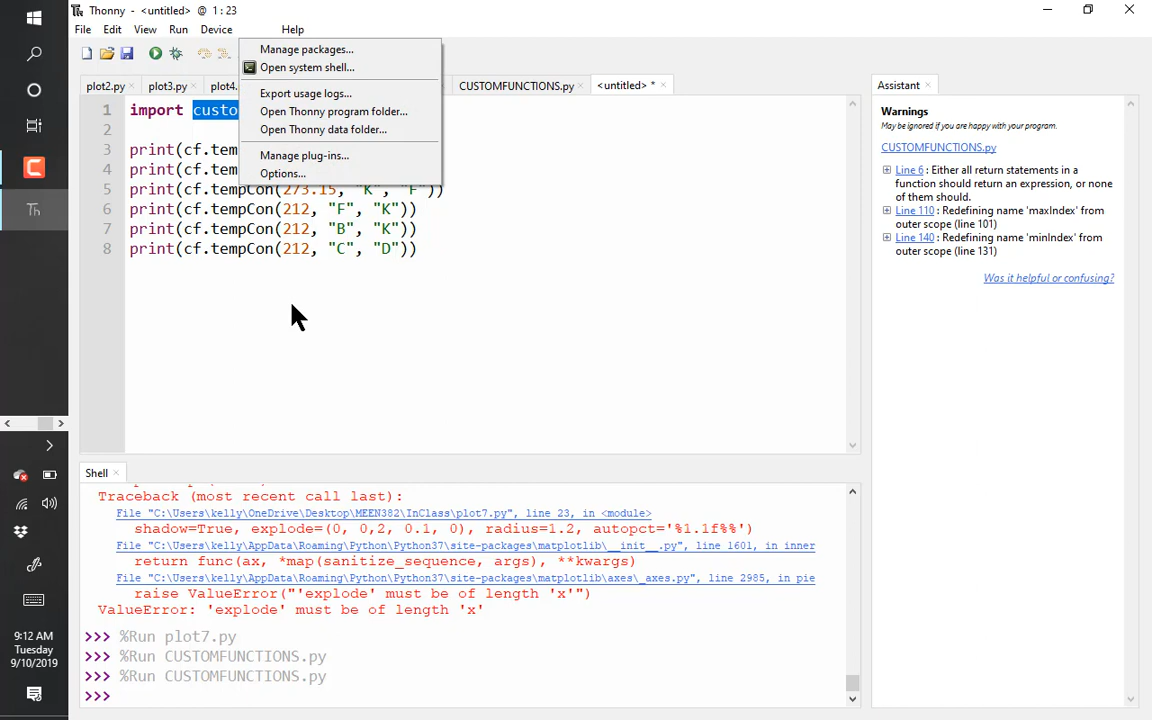 Thonny - <untitled> @ 1 : 23
File Edit View Run Device Help
plot2.py plot3.py plot4. CUSTOMFUNCTIONS.py <untitled> *
Manage packages...
Open system shell...
Export usage logs...
Open Thonny program folder...
Open Thonny data folder...
Manage plug-ins...
Options...
1 import custo
2
3 print(cf.temp
4 print(cf.temp
5 print(cf.tempCon(273.15, "K", "F"))
6 print(cf.tempCon(212, "F", "K"))
7 print(cf.tempCon(212, "B", "K"))
8 print(cf.tempCon(212, "C", "D"))
Assistant
Warnings
May be ignored if you are happy with your program.
CUSTOMFUNCTIONS.py
Line 6 : Either all return statements in a
function should return an expression, or none
of them should.
Line 110 : Redefining name 'maxIndex' from
outer scope (line 101)
Line 140 : Redefining name 'minIndex' from
outer scope (line 131)
Was it helpful or confusing?
Shell
Traceback (most recent call last):
File "C:\Users\kelly\OneDrive\Desktop\MEEN382\InClass\plot7.py", line 23, in <module>
shadow=True, explode=(0, 0,2, 0.1, 0), radius=1.2, autopct='%1.1f%%')
File "C:\Users\kelly\AppData\Roaming\Python\Python37\site-packages\matplotlib\__init__.py", line 1601, in inner
return func(ax, *map(sanitize_sequence, args), **kwargs)
File "C:\Users\kelly\AppData\Roaming\Python\Python37\site-packages\matplotlib\axes\_axes.py", line 2985, in pie
raise ValueError("'explode' must be of length 'x'")
ValueError: 'explode' must be of length 'x'
>>> %Run plot7.py
>>> %Run CUSTOMFUNCTIONS.py
>>> %Run CUSTOMFUNCTIONS.py
>>>
Th
9:12 AM
Tuesday
9/10/2019